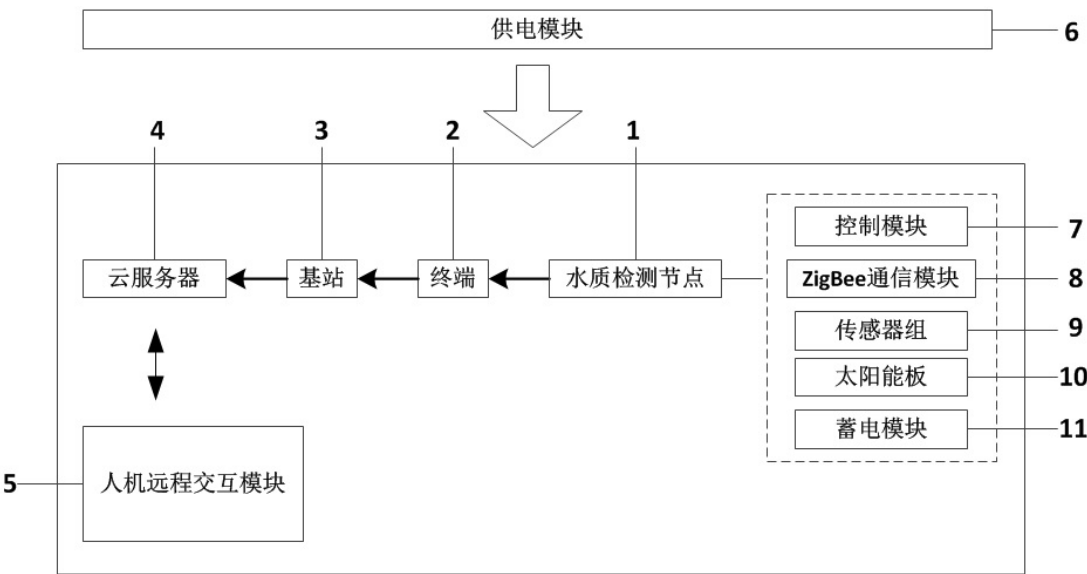 供电模块
6
4
3
2
1
控制模块
7
云服务器
基站
终端
水质检测节点
ZigBee通信模块
8
传感器组
9
太阳能板
10
蓄电模块
11
人机远程交互模块
5